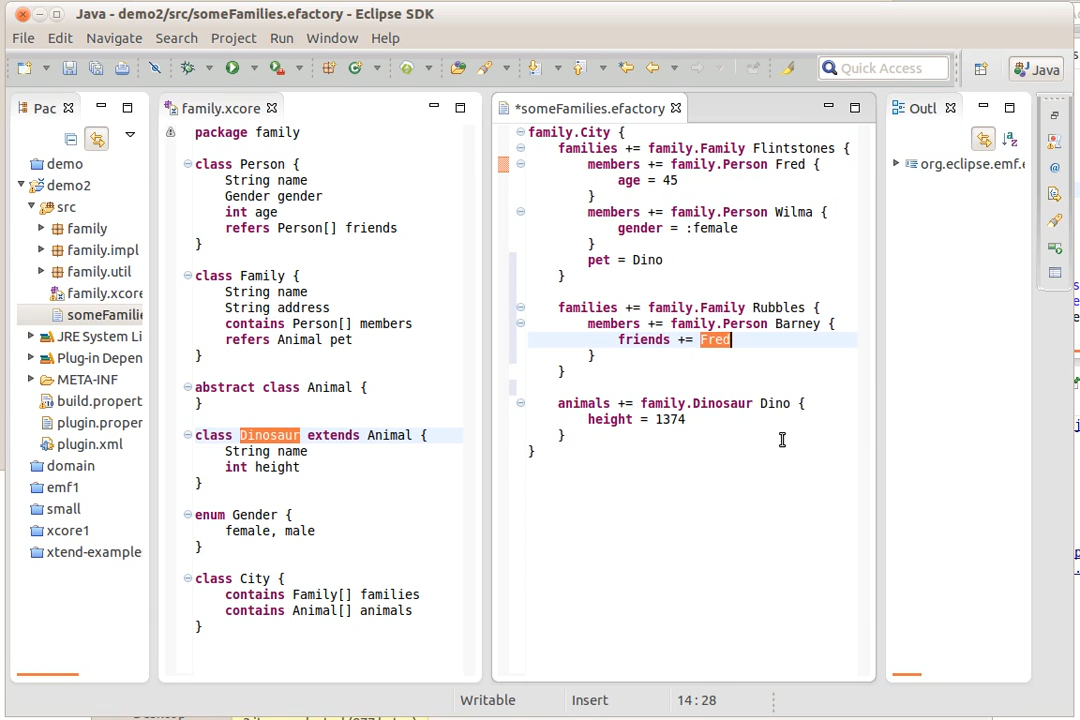 Java - demo2/src/someFamilies.efactory - Eclipse SDK
File Edit Navigate Search Project Run Window Help
Quick Access
Java
Pac
demo
demo2
src
family
family.impl
family.util
family.xcore
someFamilie
JRE System Li
Plug-in Depen
META-INF
build.propert
plugin.proper
plugin.xml
domain
emf1
small
xcore1
xtend-example
family.xcore
package family
class Person {
String name
Gender gender
int age
refers Person[] friends
}
class Family {
String name
String address
contains Person[] members
refers Animal pet
}
abstract class Animal {
}
class Dinosaur extends Animal {
String name
int height
}
enum Gender {
female, male
}
class City {
contains Family[] families
contains Animal[] animals
}
*someFamilies.efactory
family.City {
families += family.Family Flintstones {
members += family.Person Fred {
age = 45
}
members += family.Person Wilma {
gender = :female
}
pet = Dino
}
families += family.Family Rubbles {
members += family.Person Barney {
friends += Fred
}
}
animals += family.Dinosaur Dino {
height = 1374
}
}
Outl
org.eclipse.emf.e
Writable
Insert
14:28